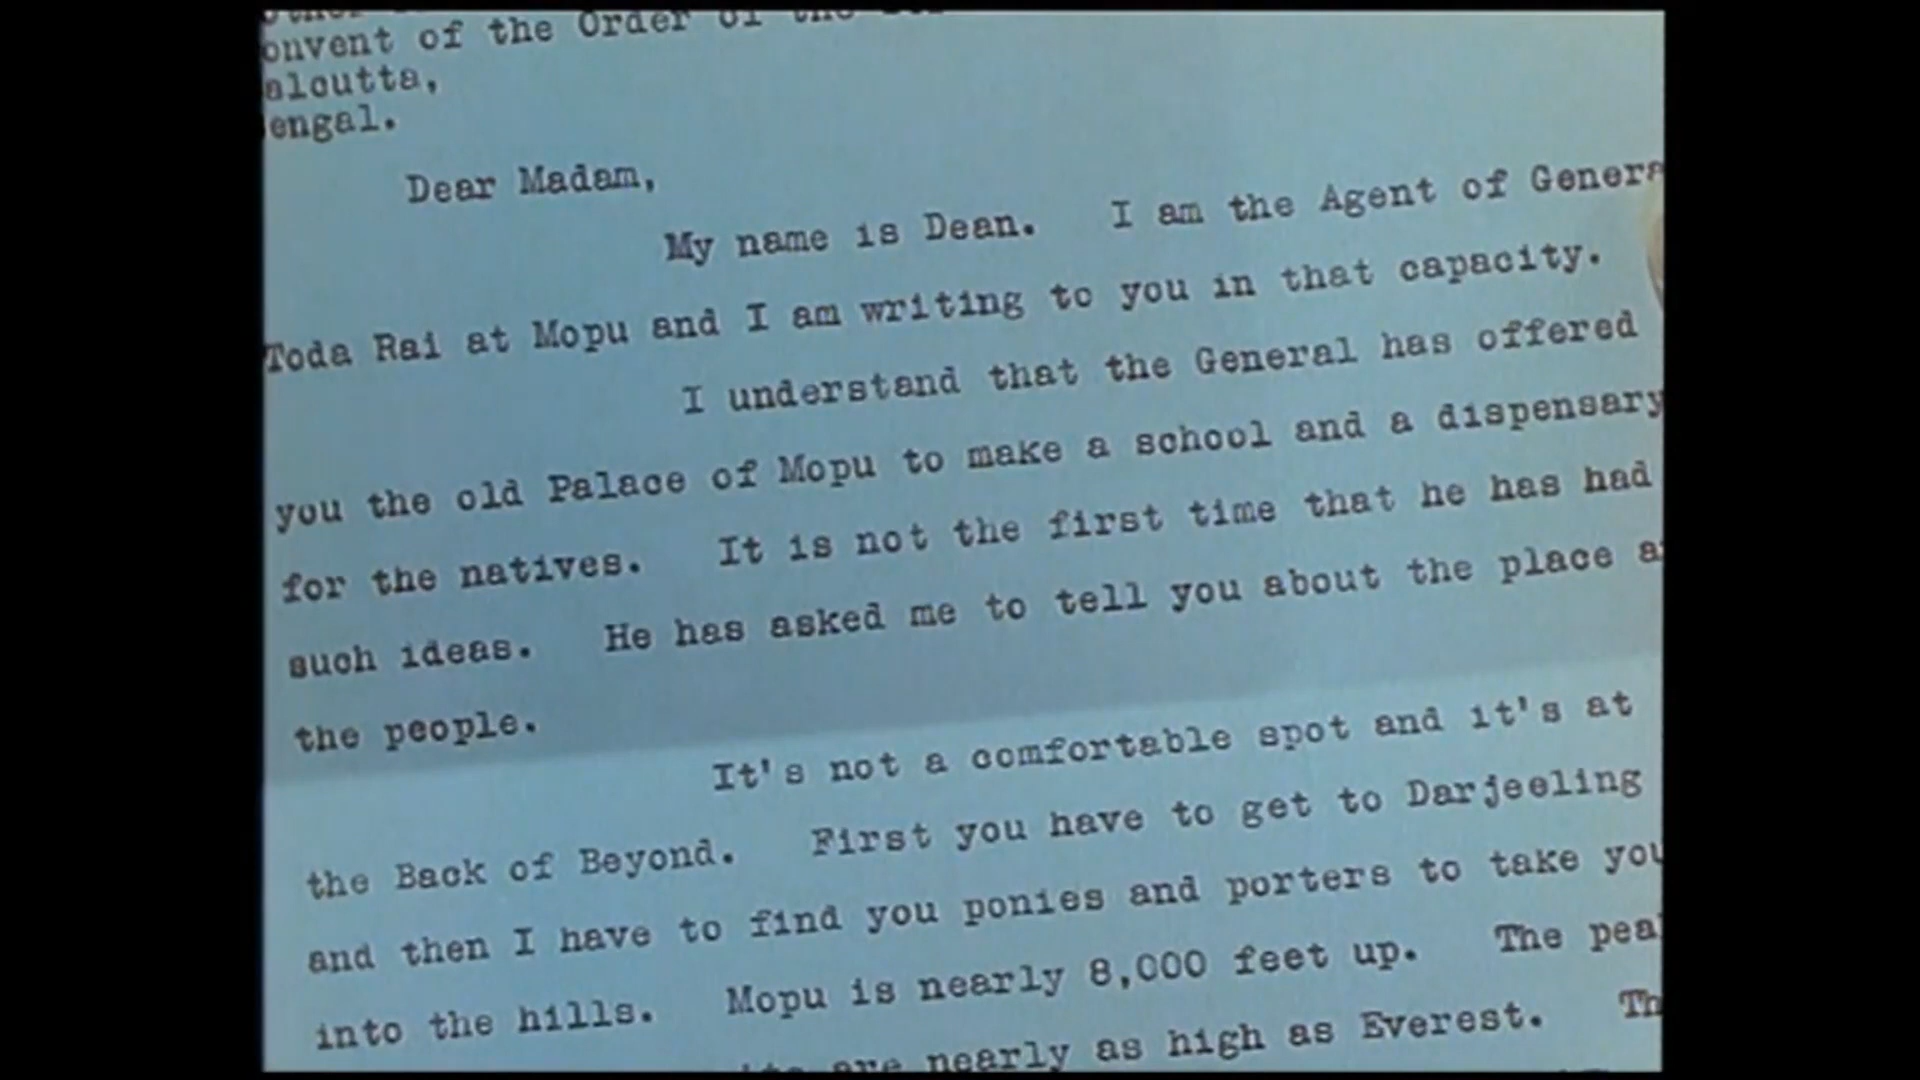 onvent of the Order of the
alcutta,
engal.
Dear Madam,
My name is Dean. I am the Agent of Genera
Toda Rai at Mopu and I am writing to you in that capacity.
I understand that the General has offered
you the old Palace of Mopu to make a school and a dispensary
for the natives. It is not the first time that he has had
such ideas. He has asked me to tell you about the place a
the people.
It's not a comfortable spot and it's at
the Back of Beyond. First you have to get to Darjeeling
and then I have to find you ponies and porters to take you
into the hills. Mopu is nearly 8,000 feet up. The pea
are nearly as high as Everest. Th